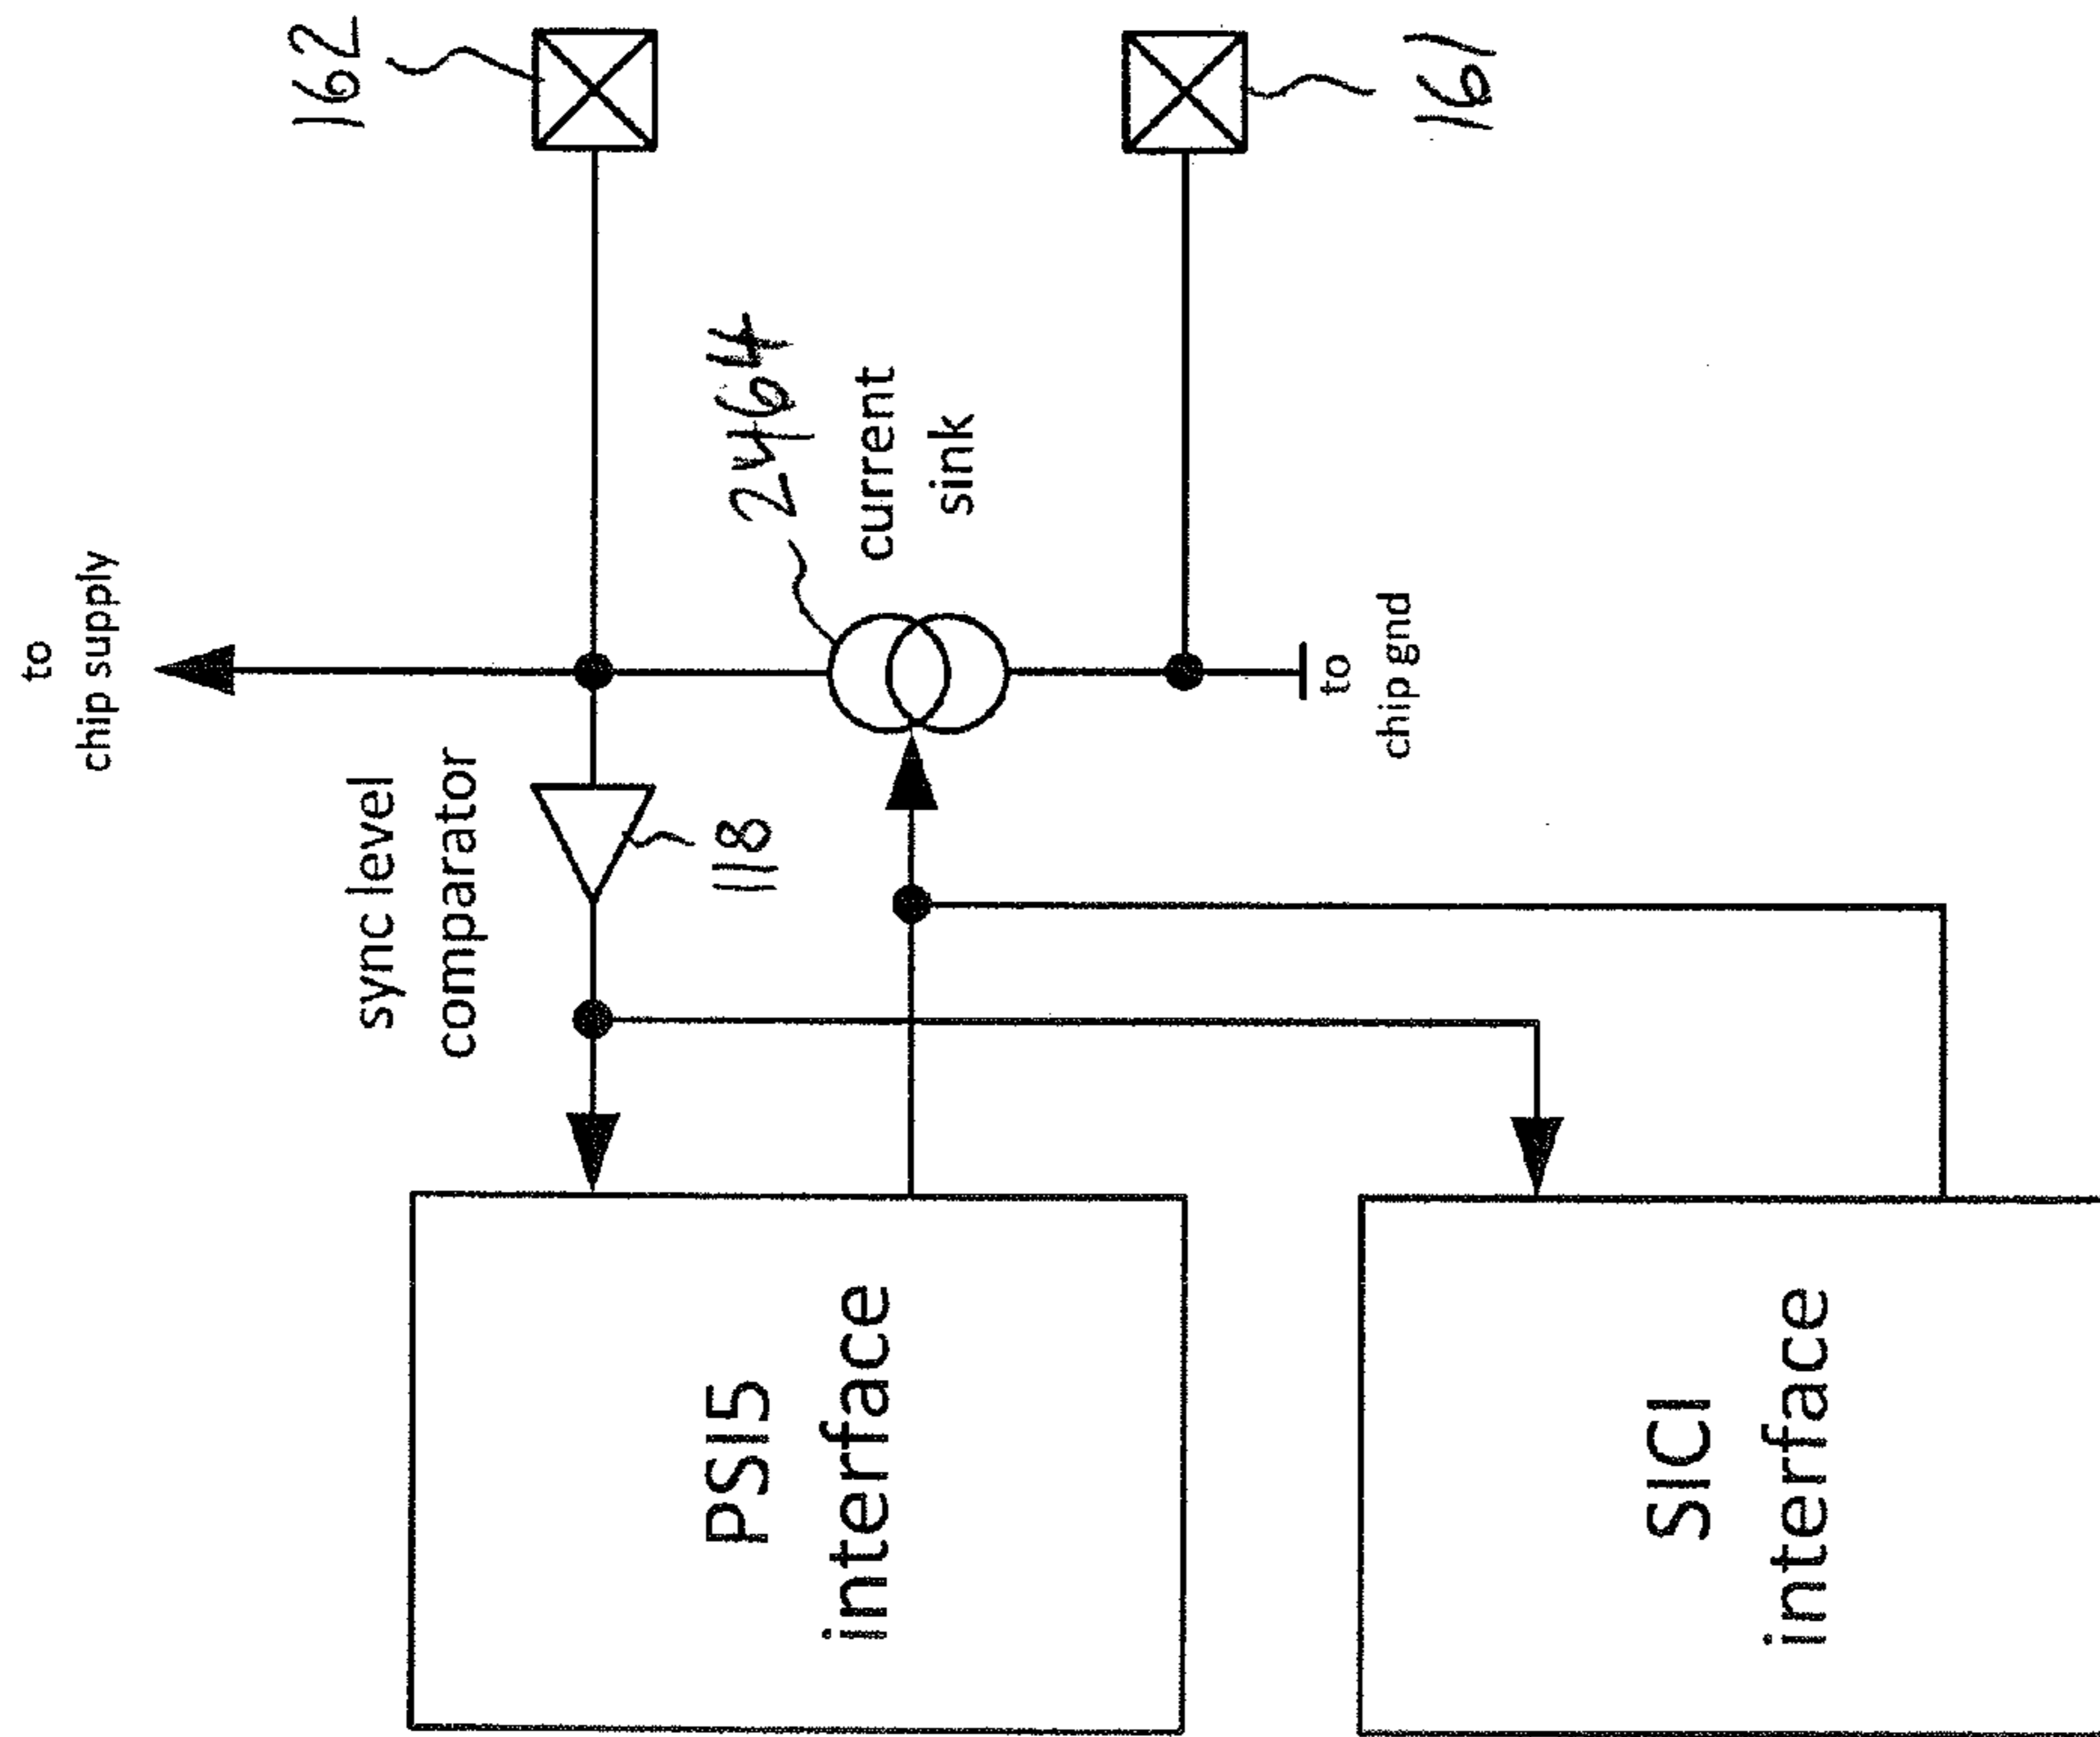 to
chip supply
162
sync level
comparator
118
2464
current
sink
PSI5
interface
to
chip gnd
161
SICI
interface